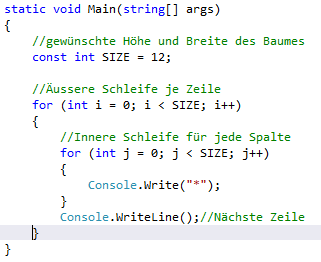 static void Main(string[] args)
{
    //gewünschte Höhe und Breite des Baumes
    const int SIZE = 12;

    //Äussere Schleife je Zeile
    for (int i = 0; i < SIZE; i++)
    {
        //Innere Schleife für jede Spalte
        for (int j = 0; j < SIZE; j++)
        {
            Console.Write("*");
        }
        Console.WriteLine();//Nächste Zeile
    }
}